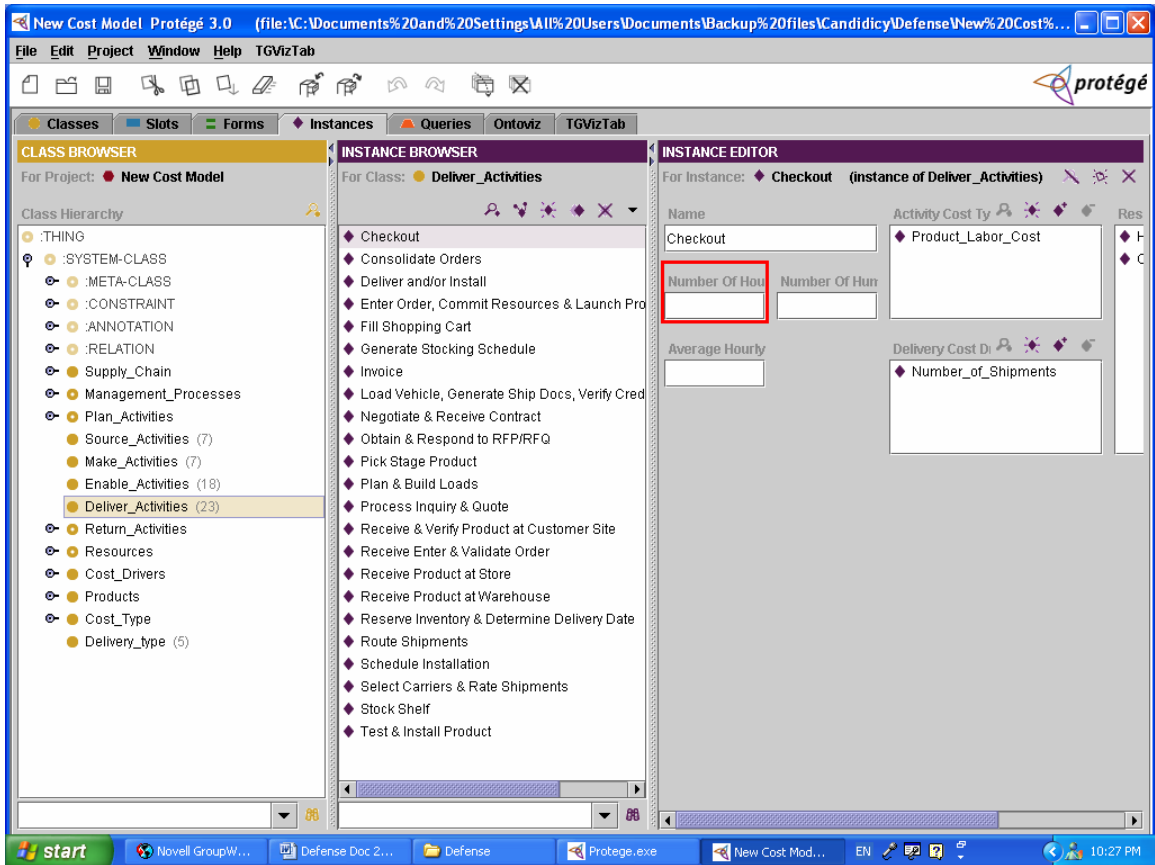 New Cost Model Protégé 3.0 (file:\C:\Documents%20and%20Settings\All%20Users\Documents\Backup%20files\Candidicy\Defense\New%20Cost%...
File Edit Project Window Help TGVizTab
protégé
Classes Slots Forms Instances Queries Ontoviz TGVizTab
CLASS BROWSER
For Project: New Cost Model
Class Hierarchy
:THING
:SYSTEM-CLASS
:META-CLASS
:CONSTRAINT
:ANNOTATION
:RELATION
Supply_Chain
Management_Processes
Plan_Activities
Source_Activities (7)
Make_Activities (7)
Enable_Activities (18)
Deliver_Activities (23)
Return_Activities
Resources
Cost_Drivers
Products
Cost_Type
Delivery_type (5)
INSTANCE BROWSER
For Class: Deliver_Activities
Checkout
Consolidate Orders
Deliver and/or Install
Enter Order, Commit Resources & Launch Pro
Fill Shopping Cart
Generate Stocking Schedule
Invoice
Load Vehicle, Generate Ship Docs, Verify Cred
Negotiate & Receive Contract
Obtain & Respond to RFP/RFQ
Pick Stage Product
Plan & Build Loads
Process Inquiry & Quote
Receive & Verify Product at Customer Site
Receive Enter & Validate Order
Receive Product at Store
Receive Product at Warehouse
Reserve Inventory & Determine Delivery Date
Route Shipments
Schedule Installation
Select Carriers & Rate Shipments
Stock Shelf
Test & Install Product
INSTANCE EDITOR
For Instance: Checkout (instance of Deliver_Activities)
Name
Checkout
Number Of Hou Number Of Hum
Average Hourly
Activity Cost Ty
Product_Labor_Cost
Delivery Cost D
Number_of_Shipments
Res
H
C
start Novell GroupW... Defense Doc 2... Defense Protege.exe New Cost Mod... EN 10:27 PM